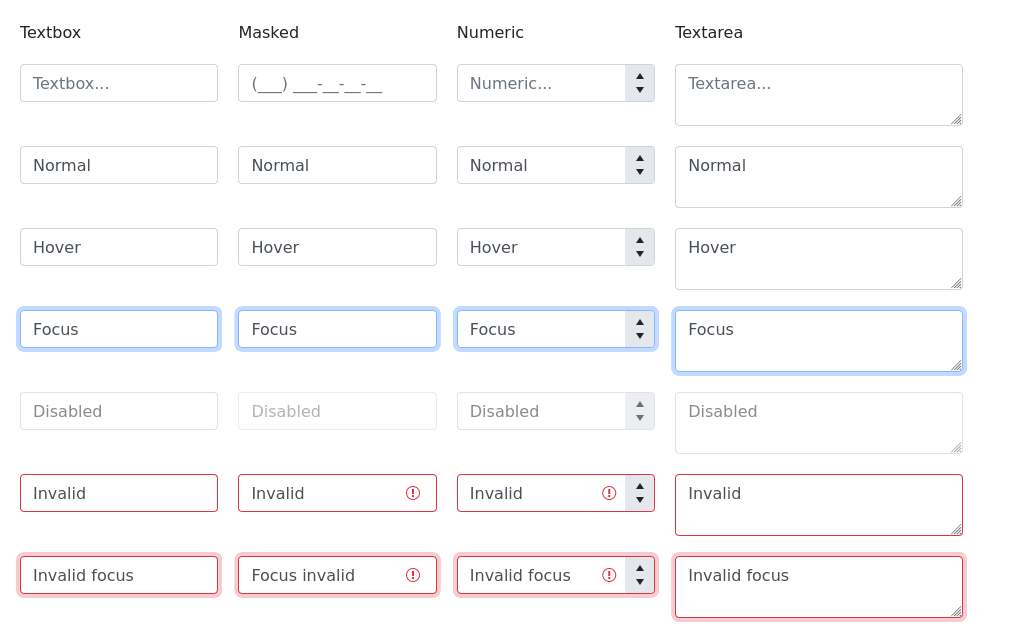 Textbox Masked Numeric Textarea
Textbox... (___) ___-__-__-__ Numeric... Textarea...
Normal Normal Normal Normal
Hover Hover Hover Hover
Focus Focus Focus Focus
Disabled Disabled Disabled Disabled
Invalid Invalid Invalid Invalid
Invalid focus Focus invalid Invalid focus Invalid focus